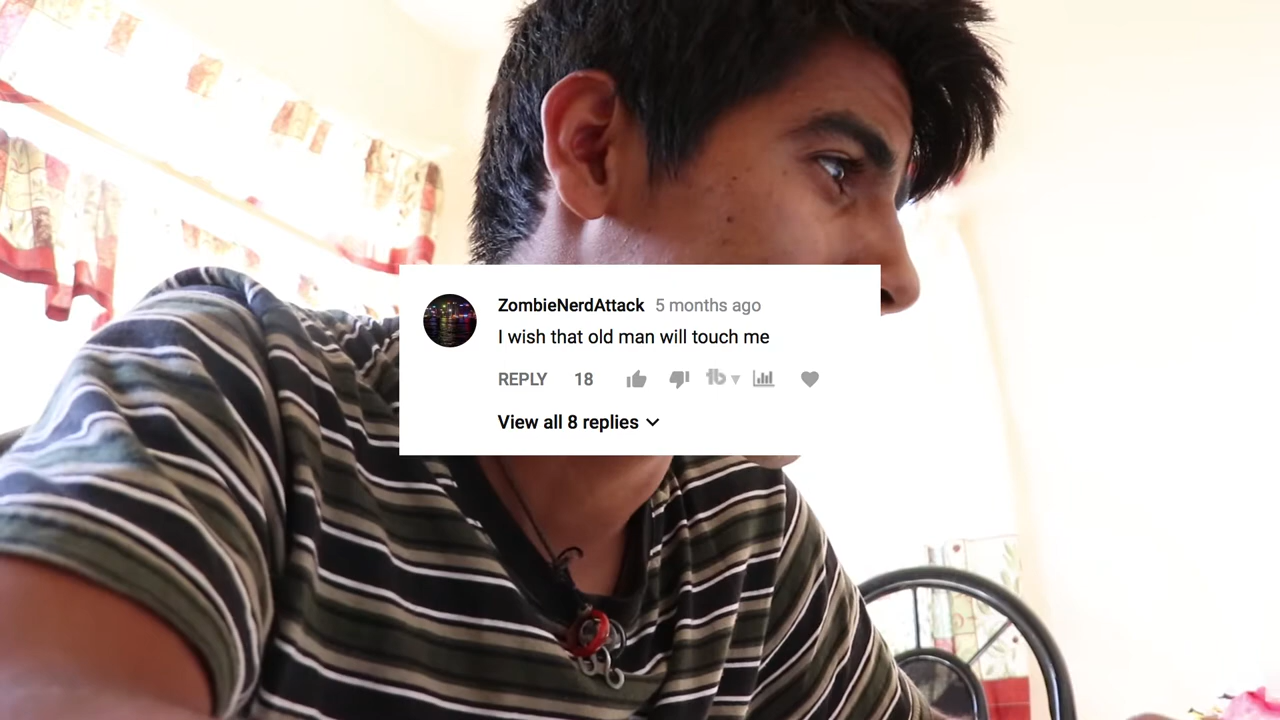 ZombieNerdAttack 5 months ago
I wish that old man will touch me
REPLY 18
View all 8 replies